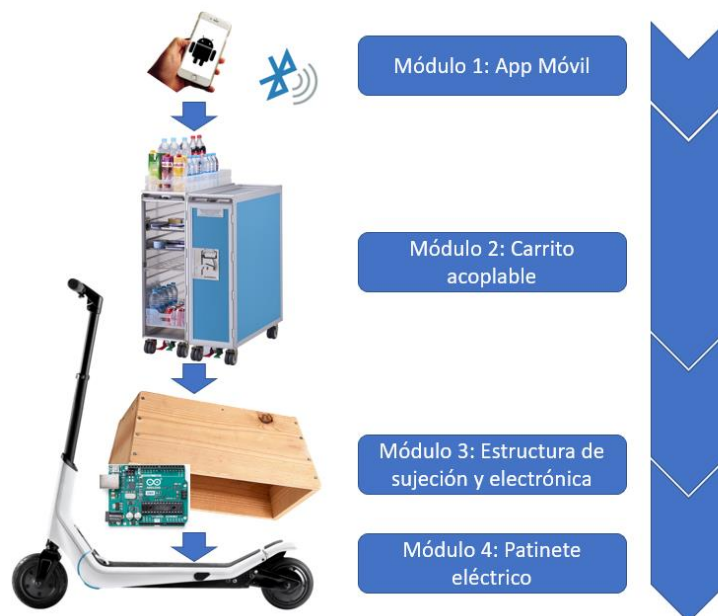 Módulo 1: App Móvil
Módulo 2: Carrito
acoplable
Módulo 3: Estructura de
sujeción y electrónica
Módulo 4: Patinete
eléctrico